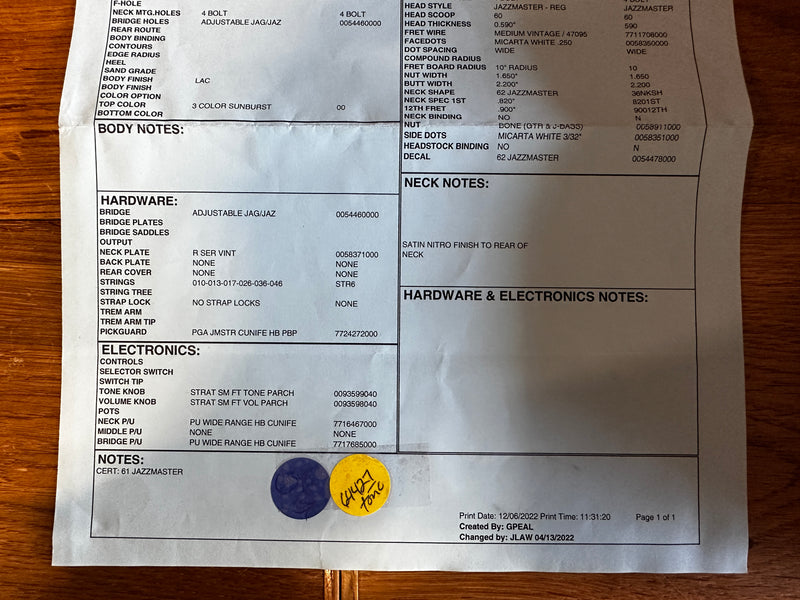 F-HOLE
NECK MTG.HOLES 4 BOLT 4 BOLT
BRIDGE HOLES ADJUSTABLE JAG/JAZ 0054460000
REAR ROUTE
BODY BINDING
CONTOURS
EDGE RADIUS
HEEL
SAND GRADE
BODY FINISH LAC
BODY FINISH
COLOR OPTION
TOP COLOR 3 COLOR SUNBURST 00
BOTTOM COLOR
HEAD STYLE JAZZMASTER - REG JAZZMASTER
HEAD SCOOP 60 60
HEAD THICKNESS 0.590" 590
FRET WIRE MEDIUM VINTAGE / 47095 7711708000
FACEDOTS MICARTA WHITE .250 0058350000
DOT SPACING WIDE WIDE
COMPOUND RADIUS
FRET BOARD RADIUS 10" RADIUS 10
NUT WIDTH 1.650" 1.650
BUTT WIDTH 2.200" 2.200
NECK SHAPE 62 JAZZMASTER 36NKSH
NECK SPEC 1ST .820" 8201ST
12TH FRET .900" 90012TH
NECK BINDING NO N
NUT BONE (GTR & J-BASS) 0058911000
SIDE DOTS MICARTA WHITE 3/32" 0058351000
HEADSTOCK BINDING NO N
DECAL 62 JAZZMASTER 0054478000
BODY NOTES:
NECK NOTES:
SATIN NITRO FINISH TO REAR OF
NECK
HARDWARE:
BRIDGE ADJUSTABLE JAG/JAZ 0054460000
BRIDGE PLATES
BRIDGE SADDLES
OUTPUT
NECK PLATE R SER VINT 0058371000
BACK PLATE NONE NONE
REAR COVER NONE NONE
STRINGS 010-013-017-026-036-046 STR6
STRING TREE
STRAP LOCK NO STRAP LOCKS NONE
TREM ARM
TREM ARM TIP
PICKGUARD PGA JMSTR CUNIFE HB PBP 7724272000
HARDWARE & ELECTRONICS NOTES:
ELECTRONICS:
CONTROLS
SELECTOR SWITCH
SWITCH TIP
TONE KNOB STRAT SM FT TONE PARCH 0093599040
VOLUME KNOB STRAT SM FT VOL PARCH 0093598040
POTS
NECK P/U PU WIDE RANGE HB CUNIFE 7716467000
MIDDLE P/U NONE NONE
BRIDGE P/U PU WIDE RANGE HB CUNIFE 7717685000
NOTES:
CERT: 61 JAZZMASTER
Print Date: 12/06/2022 Print Time: 11:31:20 Page 1 of 1
Created By: GPEAL
Changed by: JLAW 04/13/2022